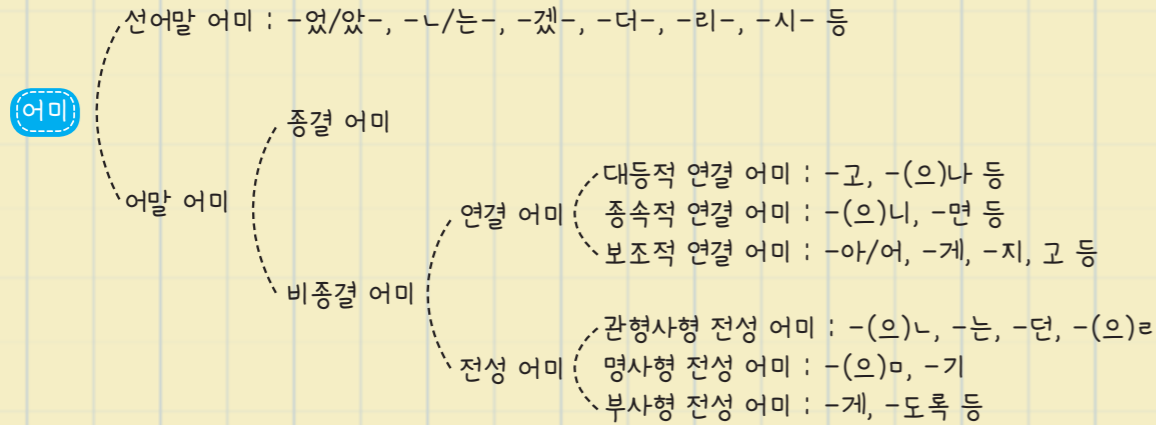 선어말 어미 : -었/았-, -ㄴ/는-, -겠-, -더-, -리-, -시- 등
어미
종결 어미
어말 어미
대등적 연결 어미 : -고, -(으)나 등
연결 어미
종속적 연결 어미 : -(으)니, -면 등
보조적 연결 어미 : -아/어, -게, -지, 고 등
비종결 어미
관형사형 전성 어미 : -(으)ㄴ, -는, -던, -(으)ㄹ
전성 어미
명사형 전성 어미 : -(으)ㅁ, -기
부사형 전성 어미 : -게, -도록 등